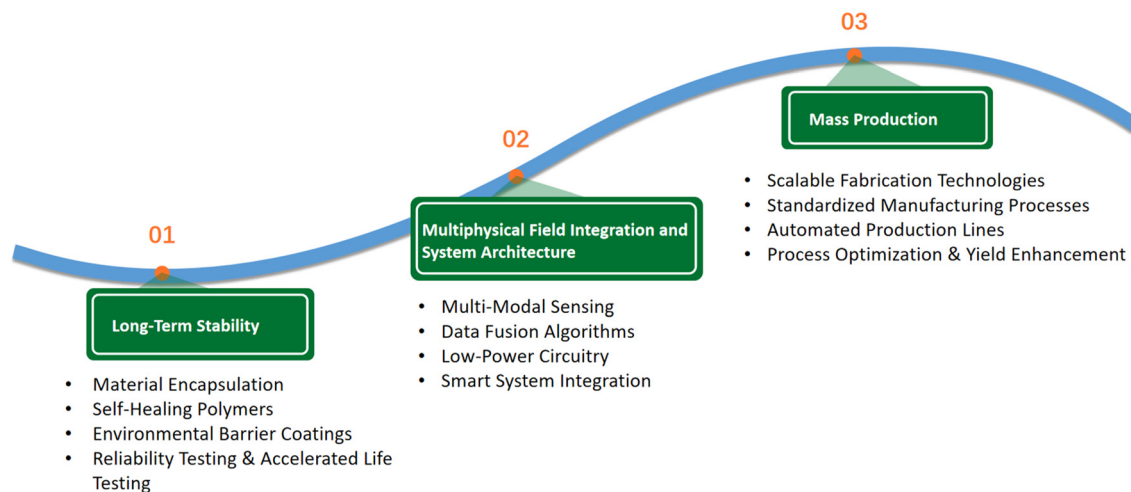 01
Long-Term Stability
• Material Encapsulation
• Self-Healing Polymers
• Environmental Barrier Coatings
• Reliability Testing & Accelerated Life
Testing
02
Multiphysical Field Integration and
System Architecture
• Multi-Modal Sensing
• Data Fusion Algorithms
• Low-Power Circuitry
• Smart System Integration
03
Mass Production
• Scalable Fabrication Technologies
• Standardized Manufacturing Processes
• Automated Production Lines
• Process Optimization & Yield Enhancement